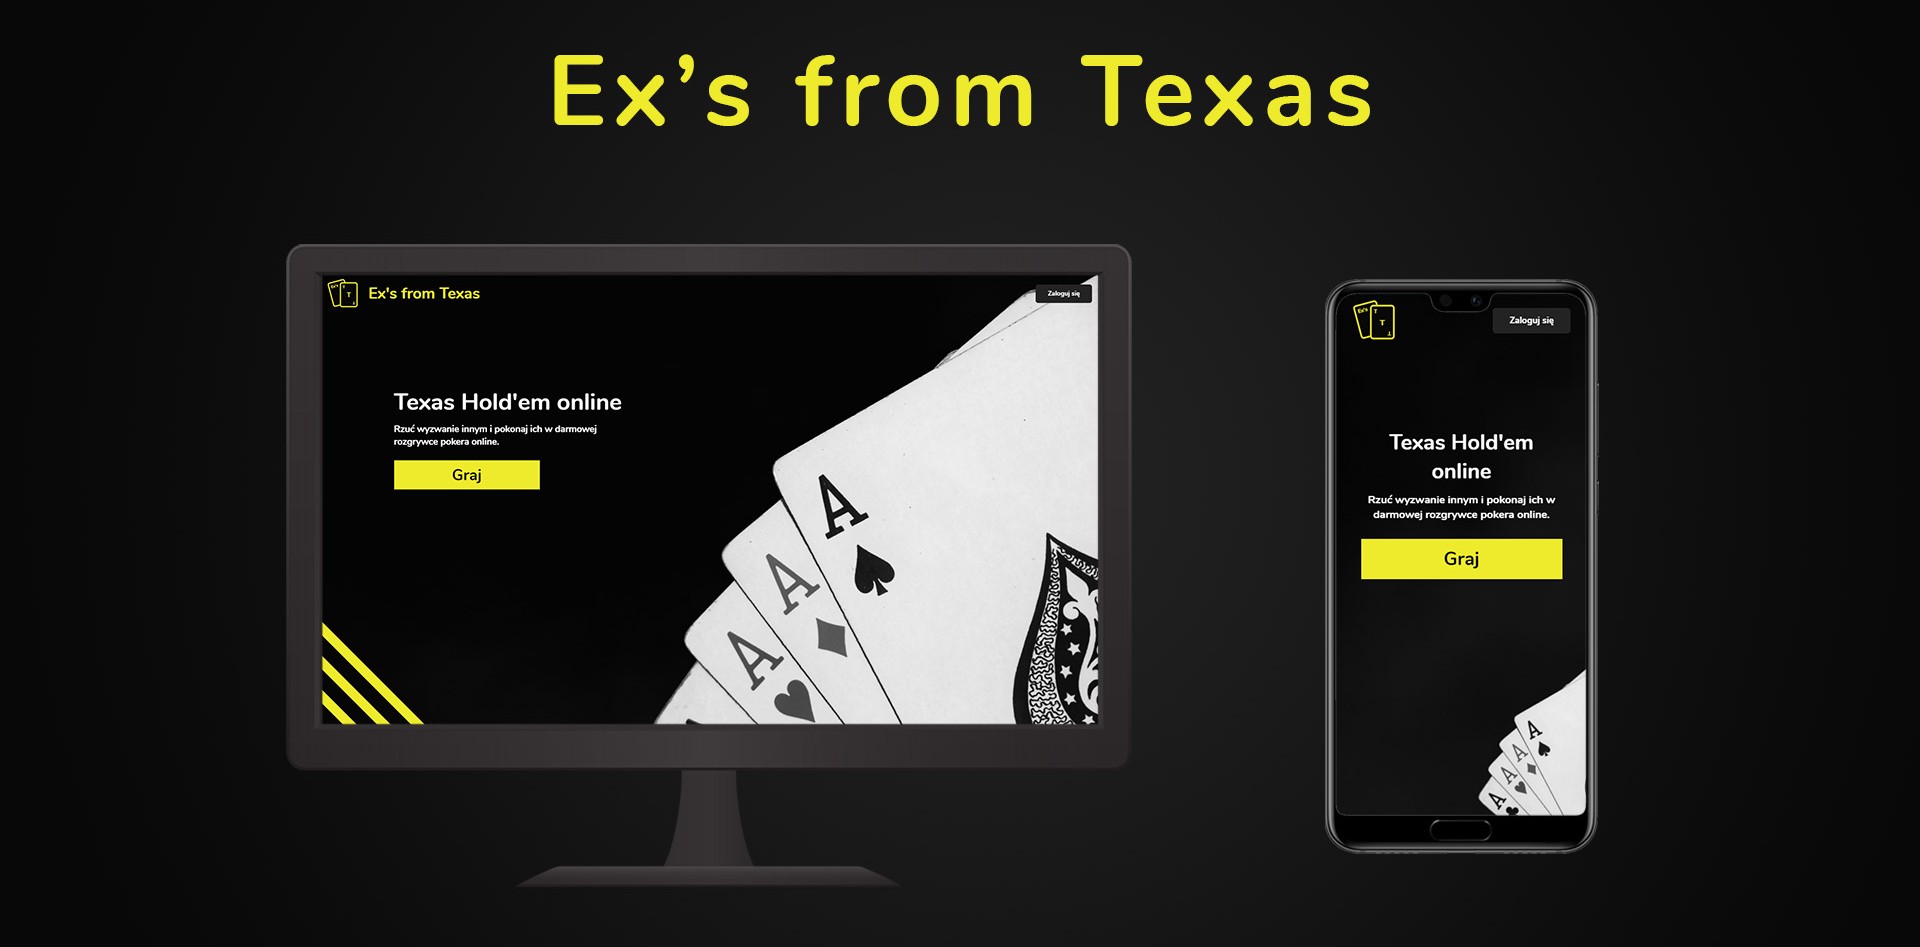 Ex’s from Texas
Ex's
T
T
T
Ex's from Texas
Zaloguj się
Texas Hold'em online
Rzuć wyzwanie innym i pokonaj ich w darmowej
rozgrywce pokera online.
Graj
A
A
A
Ex's
T
T
T
Zaloguj się
Texas Hold'em
online
Rzuć wyzwanie innym i pokonaj ich w
darmowej rozgrywce pokera online.
Graj
A
A
A
A